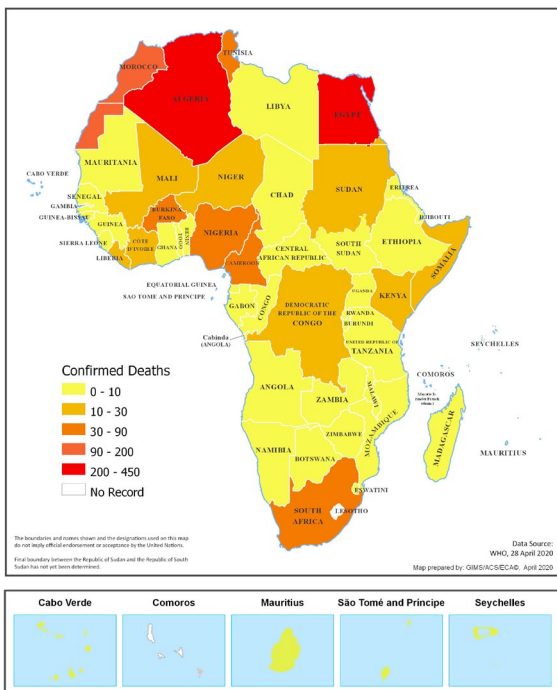 TUNISIA
MOROCCO
ALGERIA
LIBYA
EGYPT
MAURITANIA
CABO VERDE
MALI
NIGER
SUDAN
CHAD
ERITREA
SENEGAL
GAMBIA
GUINEA-BISSAU
BURKINA
FASO
DJIBOUTI
GUINEA
BENIN
NIGERIA
ETHIOPIA
SIERRA LEONE
COTE
D'IVOIRE
GHANA
TOGO
CENTRAL
AFRICAN REPUBLIC
SOUTH
SUDAN
SOMALIA
LIBERIA
CAMEROON
EQUATORIAL GUINEA
SAO TOME AND PRINCIPE
GABON
CONGO
DEMOCRATIC
REPUBLIC OF THE
CONGO
UGANDA
KENYA
RWANDA
BURUNDI
Cabinda
(ANGOLA)
UNITED REPUBLIC OF
TANZANIA
SEYCHELLES
COMOROS
Confirmed Deaths
0 - 10
10 - 30
30 - 90
90 - 200
200 - 450
No Record
ANGOLA
ZAMBIA
MALAWI
MOZAMBIQUE
MADAGASCAR
MAURITIUS
ZIMBABWE
NAMIBIA
BOTSWANA
ESWATINI
SOUTH
AFRICA
LESOTHO
The boundaries and names shown and the designations used on this map
do not imply official endorsement or acceptance by the United Nations.
Final boundary between the Republic of Sudan and the Republic of South
Sudan has not yet been determined.
Data Source:
WHO, 28 April 2020
Map prepared by: GIMS/ACS/ECA©, April 2020
Cabo Verde
Comoros
Mauritius
São Tomé and Principe
Seychelles